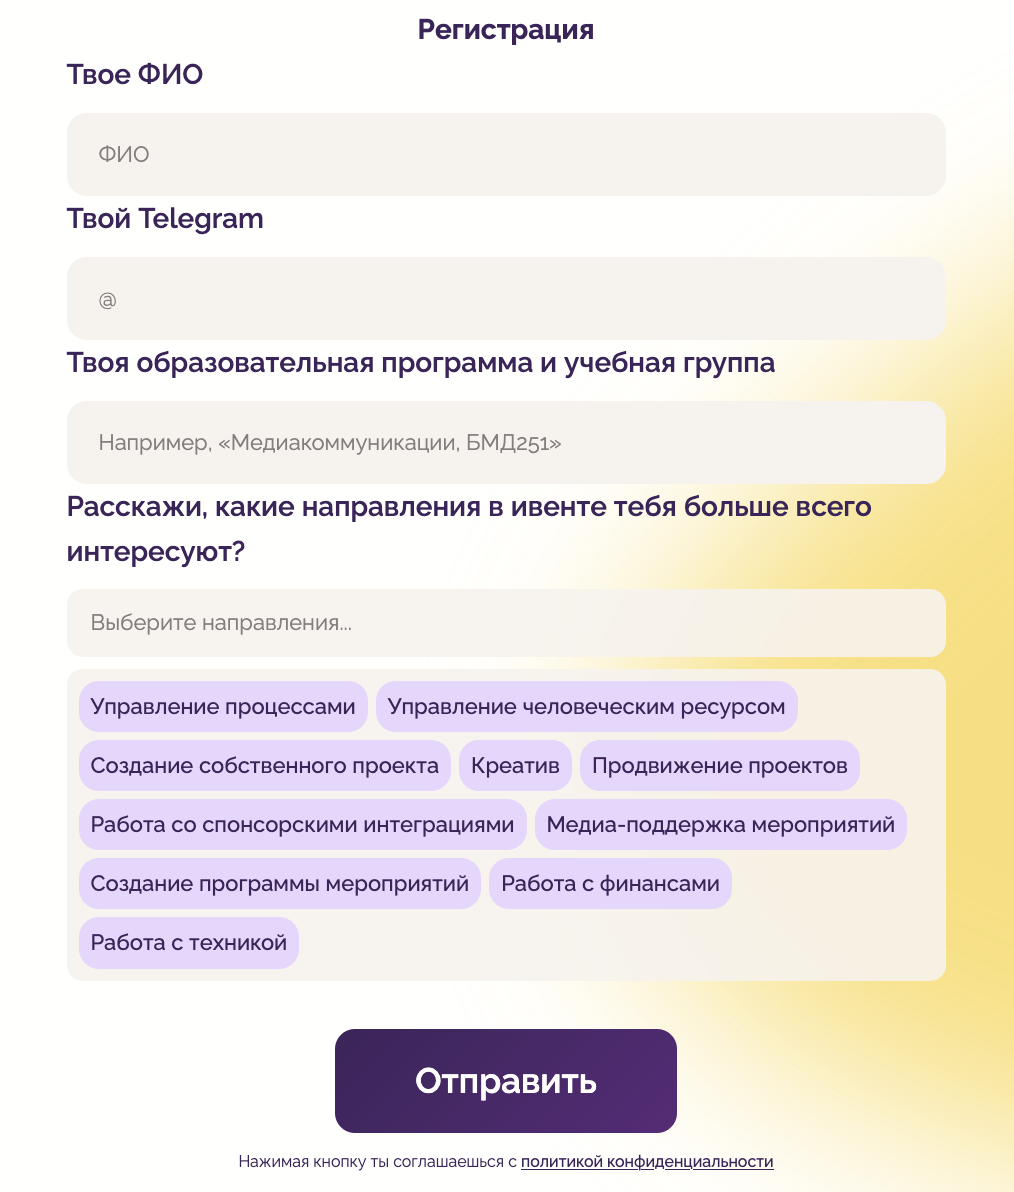 Регистрация
Твое ФИО
ФИО
Твой Telegram
@
Твоя образовательная программа и учебная группа
Например, «Медиакоммуникации, БМД251»
Расскажи, какие направления в ивенте тебя больше всего
интересуют?
Выберите направления...
Управление процессами Управление человеческим ресурсом
Создание собственного проекта Креатив Продвижение проектов
Работа со спонсорскими интеграциями Медиа-поддержка мероприятий
Создание программы мероприятий Работа с финансами
Работа с техникой
Отправить
Нажимая кнопку ты соглашаешься с политикой конфиденциальности